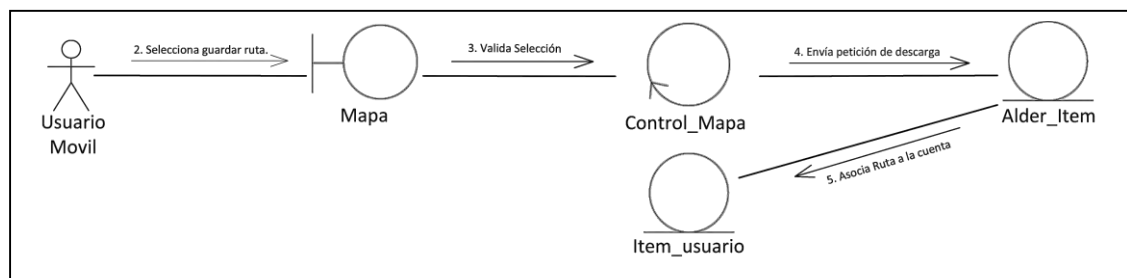 2. Selecciona guardar ruta.
3. Valida Selección
4. Envía petición de descarga
Usuario
Movil
Mapa
Control_Mapa
Alder_Item
5. Asocia Ruta a la cuenta
Item_usuario